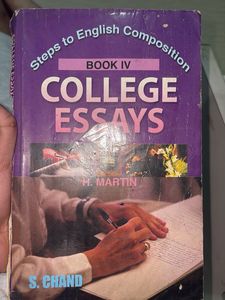 Steps to English Composition
BOOK IV
COLLEGE
ESSAYS
H. MARTIN
S. CHAND